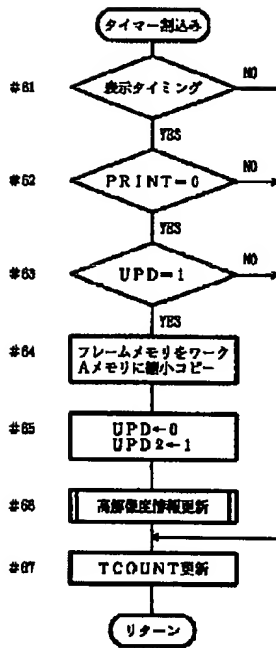 タイマー割込み
#61
表示タイミング
NO
YES
#62
PRINT=0
NO
YES
#63
UPD=1
NO
YES
#64
フレームメモリをワーク
Aメモリに縮小コピー
#65
UPD←0
UPD2←1
#66
高解像度情報更新
#67
TCOUNT更新
リターン